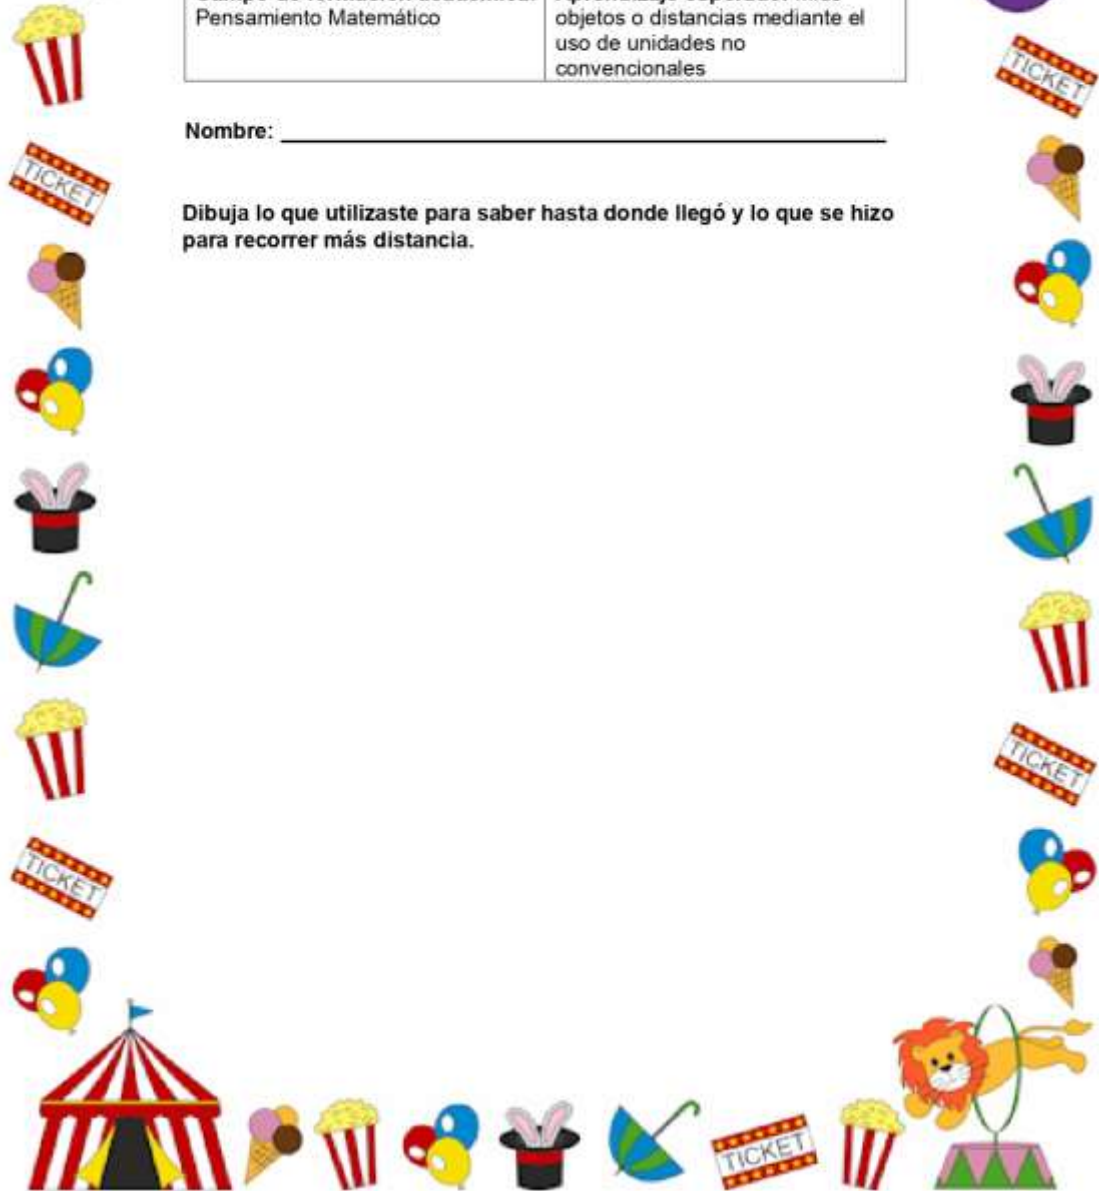 Pensamiento Matemático
objetos o distancias mediante el
uso de unidades no
convencionales
TICKET
Nombre:
TICKET
Dibuja lo que utilizaste para saber hasta donde llegó y lo que se hizo
para recorrer más distancia.
TICKET
TICKET
TICKET